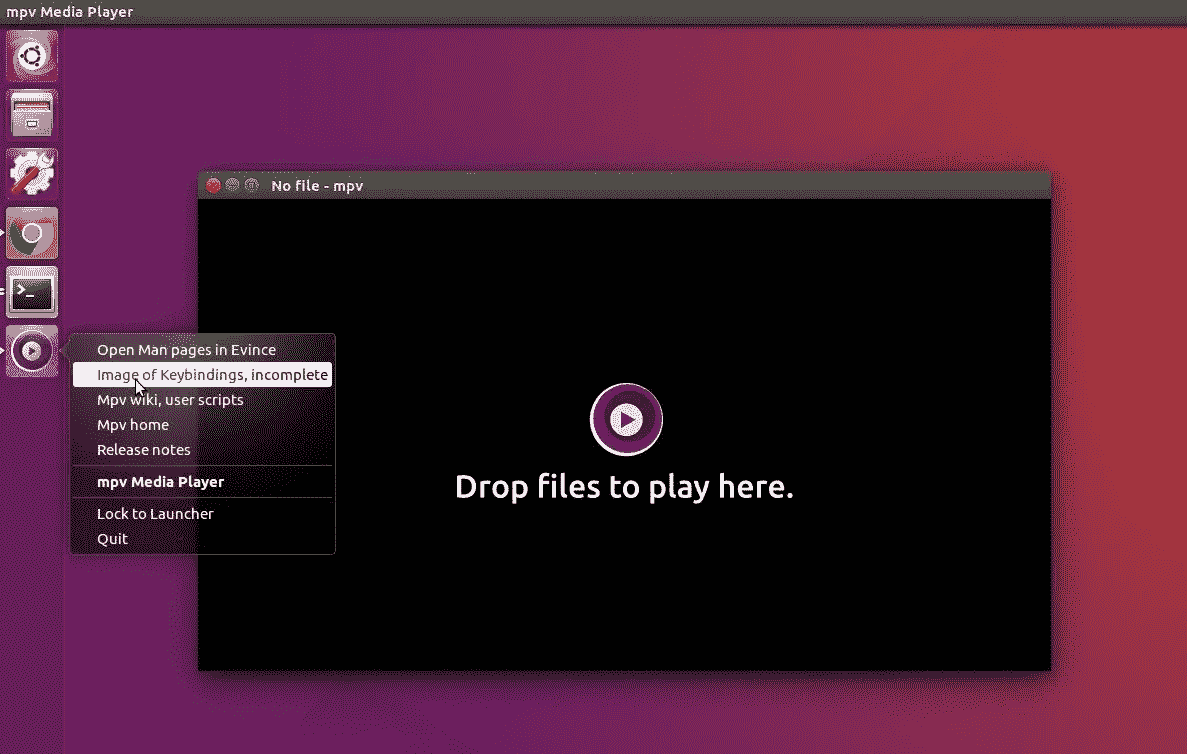 mpv Media Player
No file - mpv
Open Man pages in Evince
Image of Keybindings, incomplete
Mpv wiki, user scripts
Mpv home
Release notes
mpv Media Player
Lock to Launcher
Quit
Drop files to play here.